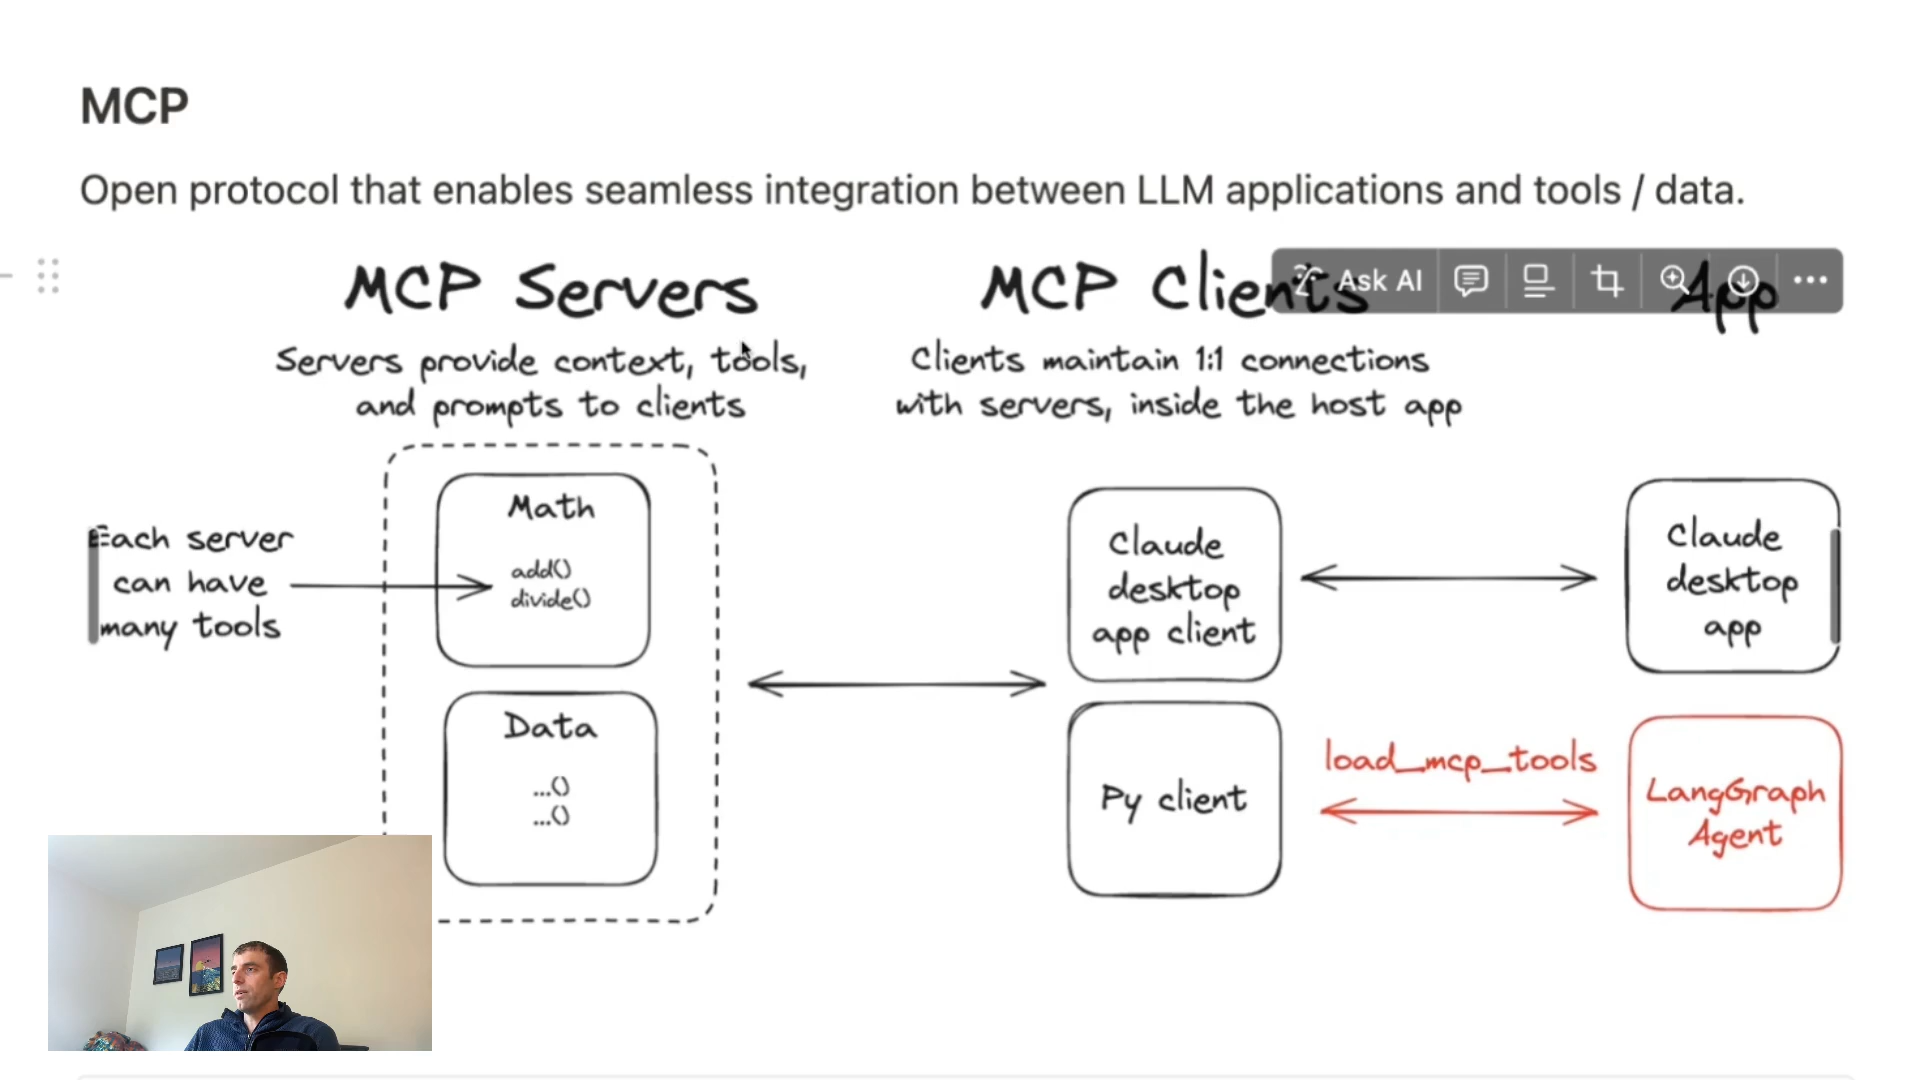 MCP
Open protocol that enables seamless integration between LLM applications and tools / data.
MCP Servers
Servers provide context, tools,
and prompts to clients
MCP Clients
Clients maintain 1:1 connections
with servers, inside the host app
Ask AI
App
Each server
can have
many tools
Math
add()
divide()
Data
...()
...()
Claude
desktop
app client
Py client
load_mcp_tools
Claude
desktop
app
LangGraph
Agent